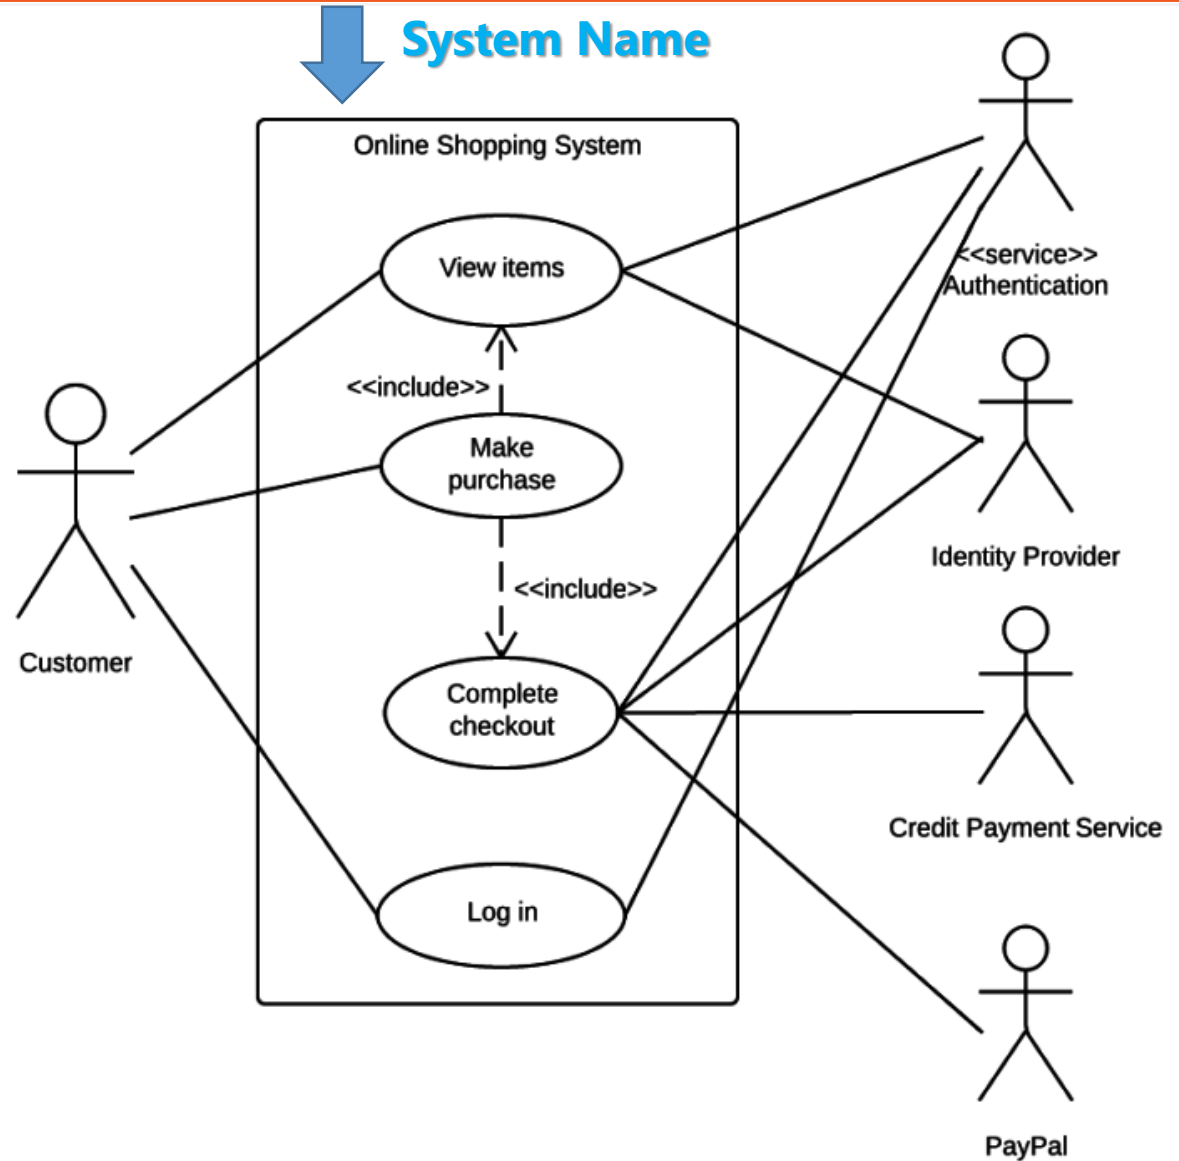 System Name
Online Shopping System
View items
<<include>>
Make
purchase
<<include>>
Complete
checkout
Log in
Customer
<<service>>
Authentication
Identity Provider
Credit Payment Service
PayPal